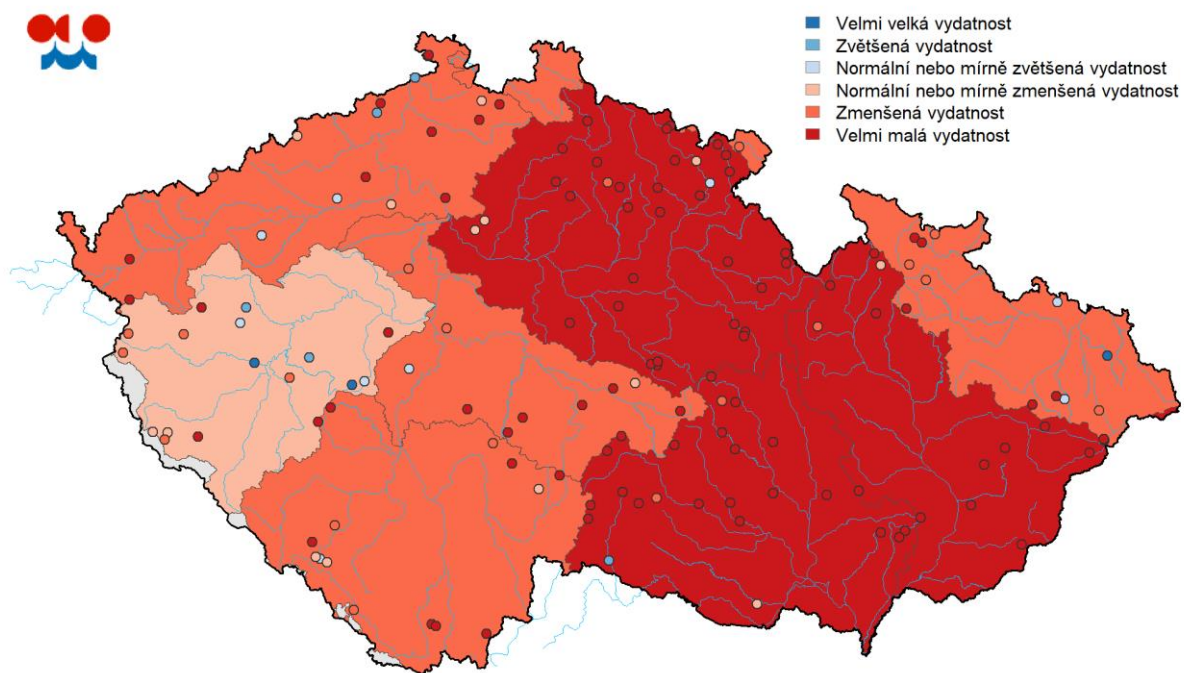 Velmi velká vydatnost
Zvětšená vydatnost
Normální nebo mírně zvětšená vydatnost
Normální nebo mírně zmenšená vydatnost
Zmenšená vydatnost
Velmi malá vydatnost